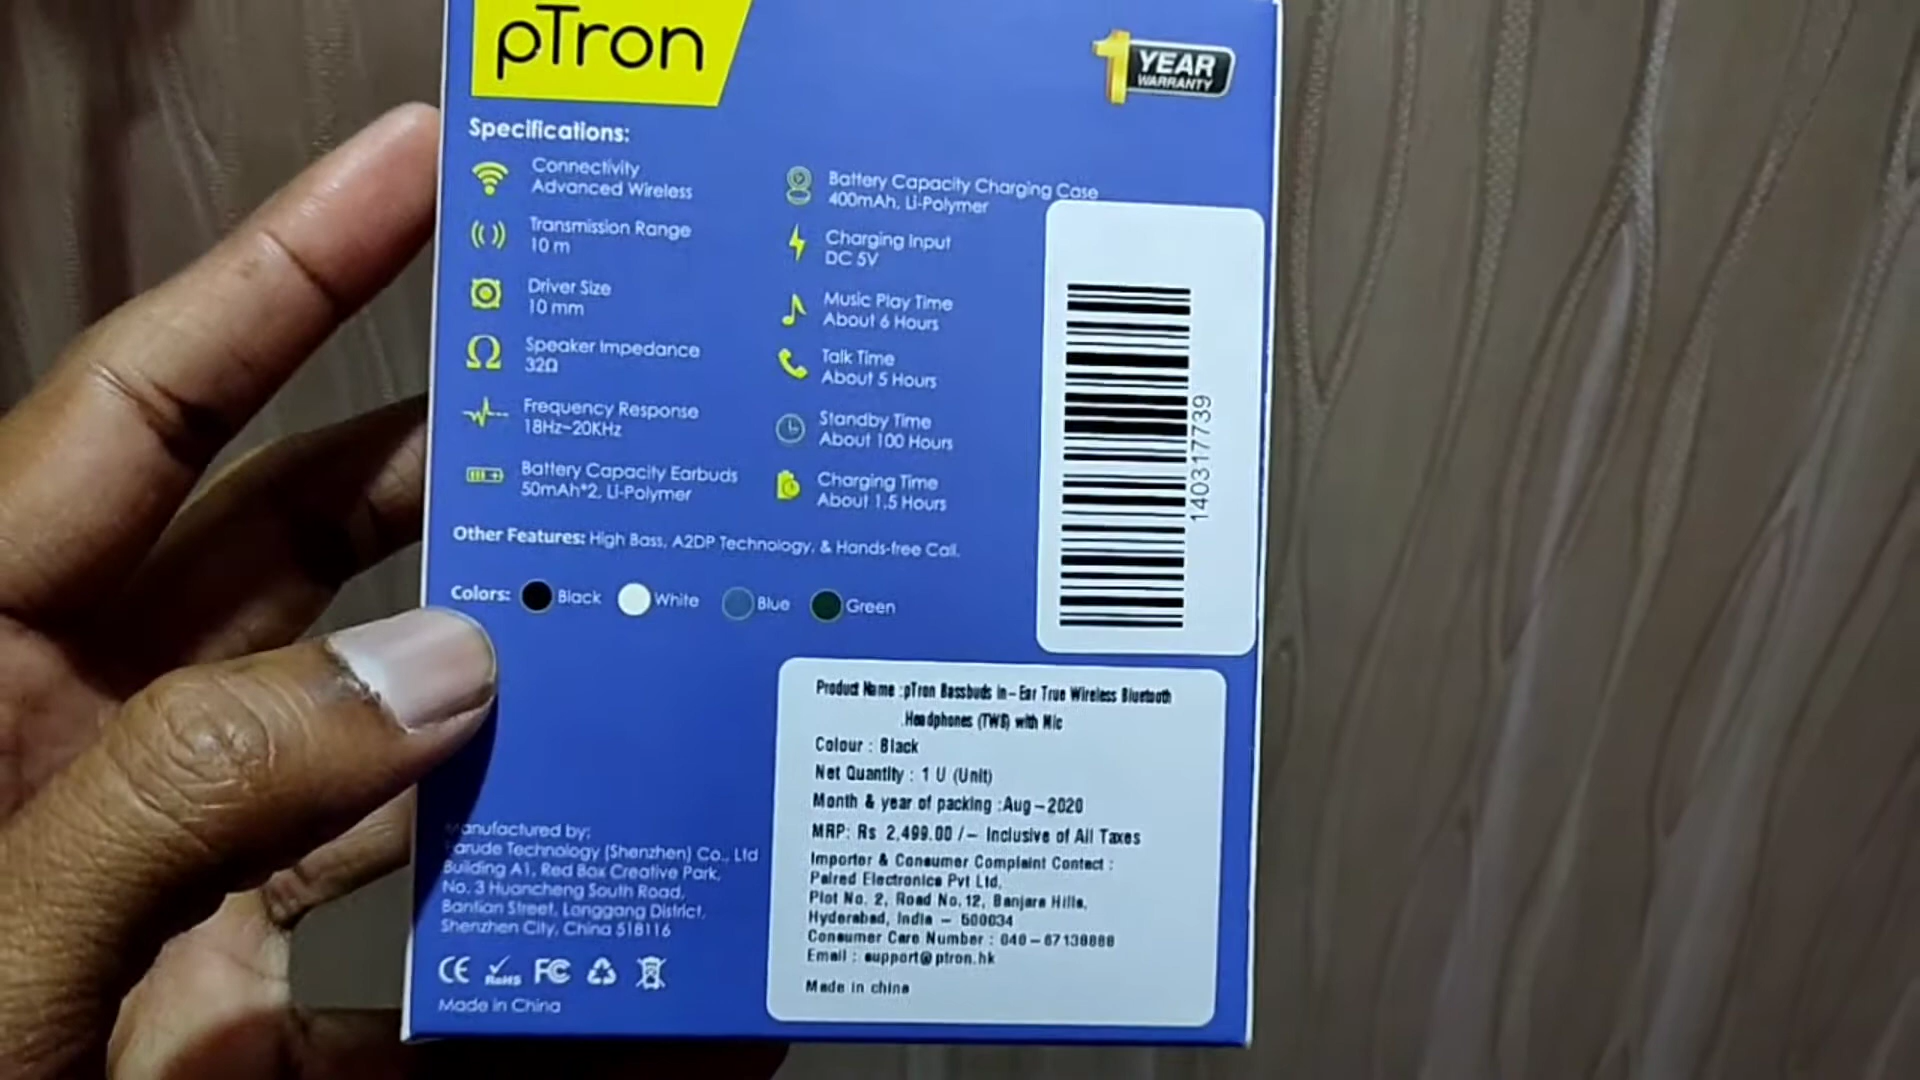 pTron
1 YEAR
WARRANTY
Specifications:
Connectivity
Advanced Wireless
Transmission Range
10 m
Driver Size
10 mm
Speaker Impedance
32Ω
Frequency Response
18Hz~20KHz
Battery Capacity Earbuds
50mAh*2, Li-Polymer
Battery Capacity Charging Case
400mAh, Li-Polymer
Charging Input
DC 5V
Music Play Time
About 6 Hours
Talk Time
About 5 Hours
Standby Time
About 100 Hours
Charging Time
About 1.5 Hours
Other Features: High Bass, A2DP Technology, & Hands-free Call.
Colors: Black White Blue Green
1403177739
Product Name :pTron Bassbuds in-Ear True Wireless Bluetooth
Headphones (TWS) with Mic
Colour : Black
Net Quantity : 1 U (Unit)
Month & year of packing :Aug-2020
MRP: Rs 2,499.00 /- Inclusive of All Taxes
Importer & Consumer Complaint Contact :
Palred Electronics Pvt Ltd,
Plot No. 2, Road No.12, Banjara Hills,
Hyderabad, India - 500034
Consumer Care Number : 040-67138888
Email : support@ptron.hk
Made in china
Manufactured by:
Technology (Shenzhen) Co., Ltd
Building A1, Red Box Creative Park,
No. 3 Huancheng South Road,
Bantian Street, Longgang District,
Shenzhen City, China 518116
CE RoHS FC
Made in China